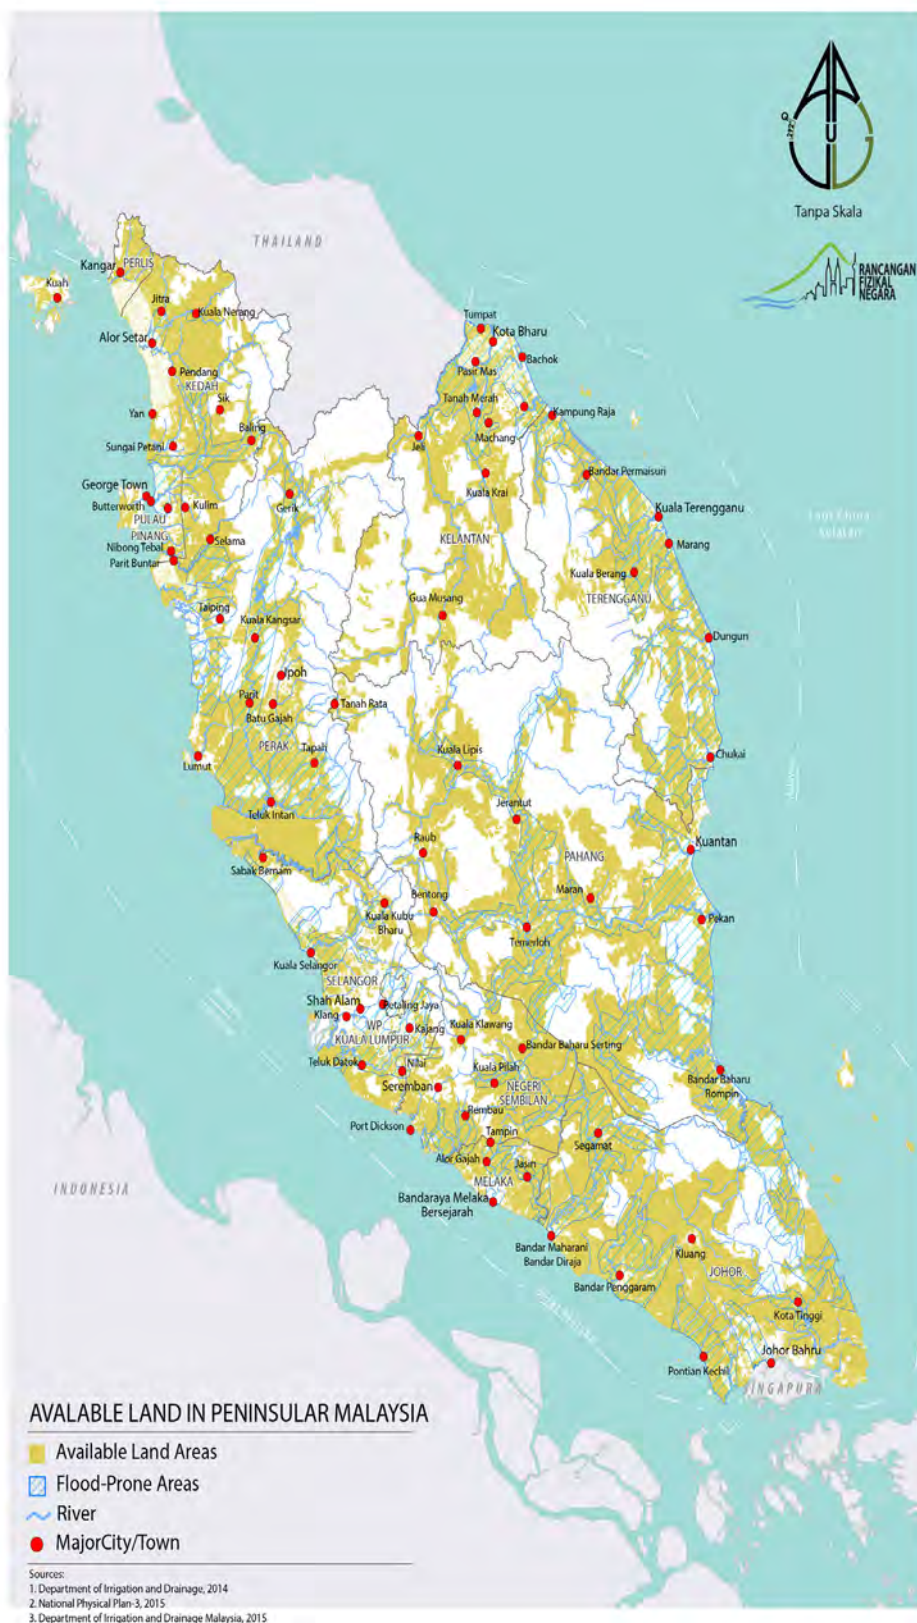 Q
272°
U
Tanpa Skala
RANCANGAN
FIZIKAL
NEGARA
THAILAND
Kangar
PERLIS
Kuah
Jitra
Kuala Nerang
Alor Setar
Pendang
KEDAH
Sik
Yan
Baling
Sungai Petani
George Town
Butterworth
Kulim
PULAU
PINANG
Nibong Tebal
Parit Buntar
Selama
Gerik
Taiping
Kuala Kangsar
Ipoh
Parit
Batu Gajah
Tanah Rata
PERAK
Tapah
Lumut
Teluk Intan
Sabak Bernam
Tumpat
Kota Bharu
Pasir Mas
Bachok
Tanah Merah
Machang
Kampung Raja
Jeli
Kuala Krai
Bandar Permaisuri
KELANTAN
Kuala Terengganu
Marang
Laut China
Selatan
Kuala Berang
TERENGGANU
Gua Musang
Dungun
Kuala Lipis
Chukai
Jerantut
Raub
Kuantan
PAHANG
Bentong
Maran
Pekan
Kuala Kubu
Bharu
Temerloh
Kuala Selangor
SELANGOR
Shah Alam
Petaling Jaya
Klang
WP
KUALA LUMPUR
Kajang
Kuala Klawang
Bandar Baharu Serting
Teluk Datok
Nilai
Kuala Pilah
Seremban
NEGERI
SEMBILAN
Bandar Baharu
Rompin
Rembau
Port Dickson
Tampin
Segamat
Alor Gajah
Jasin
MELAKA
INDONESIA
Bandaraya Melaka
Bersejarah
Bandar Maharani
Bandar Diraja
Kluang
JOHOR
Bandar Penggaram
Kota Tinggi
Johor Bahru
Pontian Kechil
SINGAPURA
AVALABLE LAND IN PENINSULAR MALAYSIA
Available Land Areas
Flood-Prone Areas
River
MajorCity/Town
Sources:
1. Department of Irrigation and Drainage, 2014
2. National Physical Plan-3, 2015
3. Department of Irrigation and Drainage Malaysia, 2015